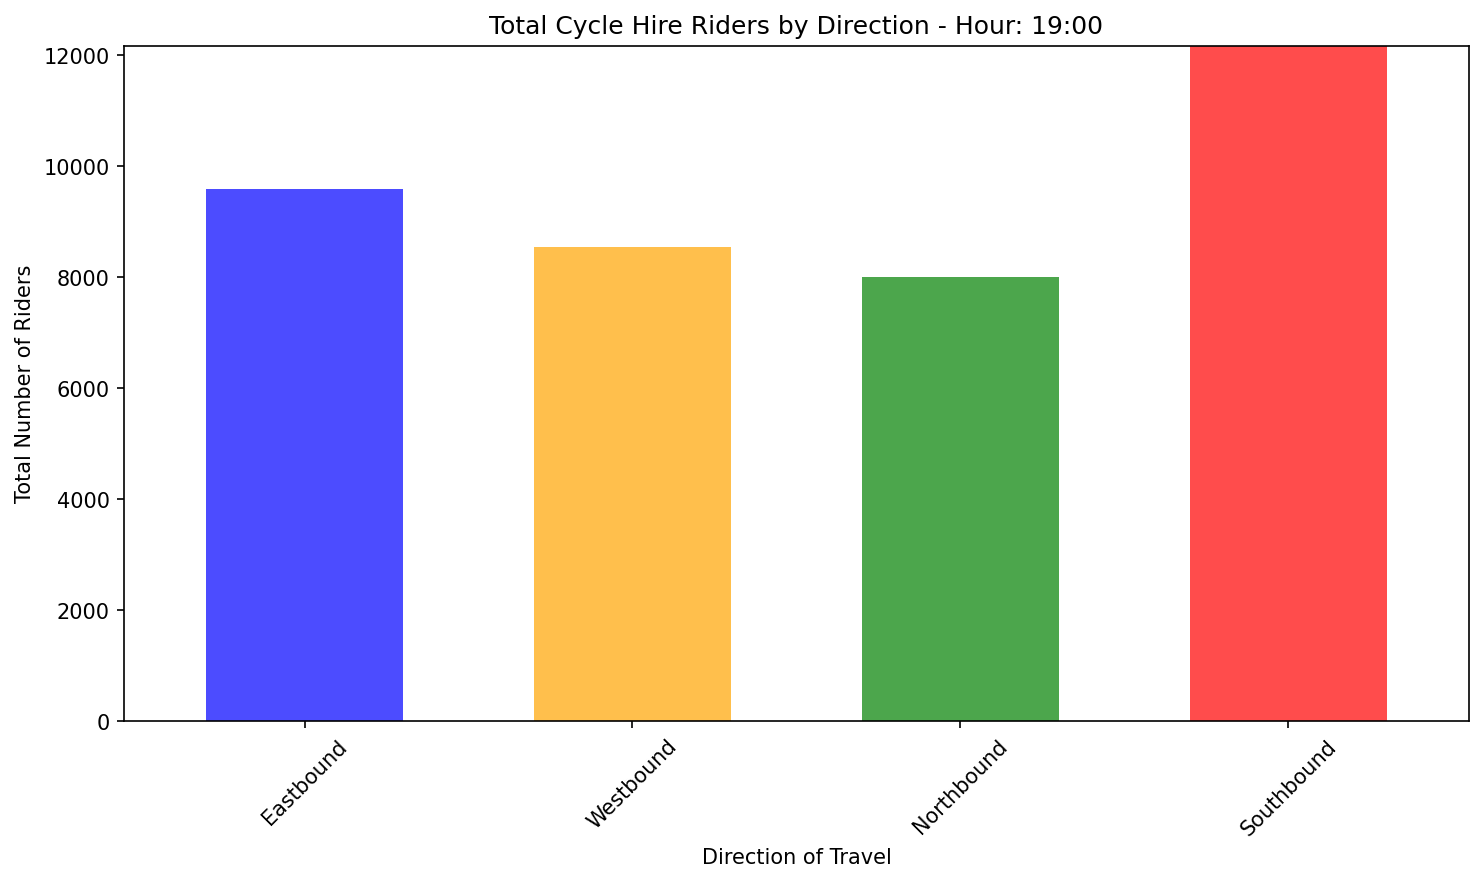 Total Cycle Hire Riders by Direction - Hour: 19:00
12000
10000
8000
6000
4000
2000
0
Total Number of Riders
Eastbound
Westbound
Northbound
Southbound
Direction of Travel